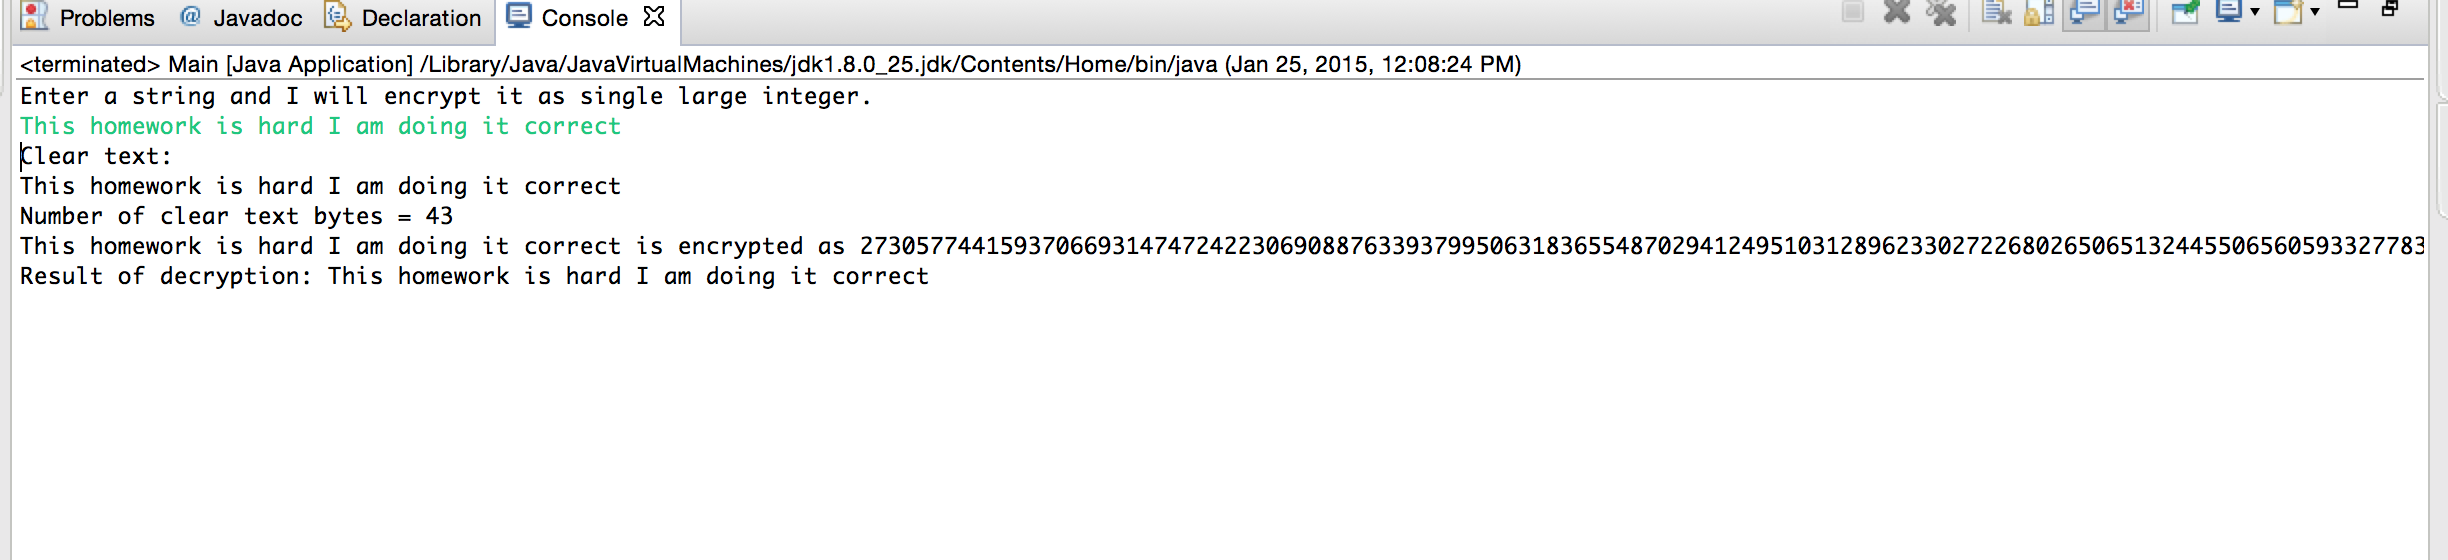 Problems @ Javadoc Declaration Console
<terminated> Main [Java Application] /Library/Java/JavaVirtualMachines/jdk1.8.0_25.jdk/Contents/Home/bin/java (Jan 25, 2015, 12:08:24 PM)
Enter a string and I will encrypt it as single large integer.
This homework is hard I am doing it correct
Clear text:
This homework is hard I am doing it correct
Number of clear text bytes = 43
This homework is hard I am doing it correct is encrypted as 2730577441593706693147472422306908876339379950631836554870294124951031289623302722680265065132445506560593327783
Result of decryption: This homework is hard I am doing it correct